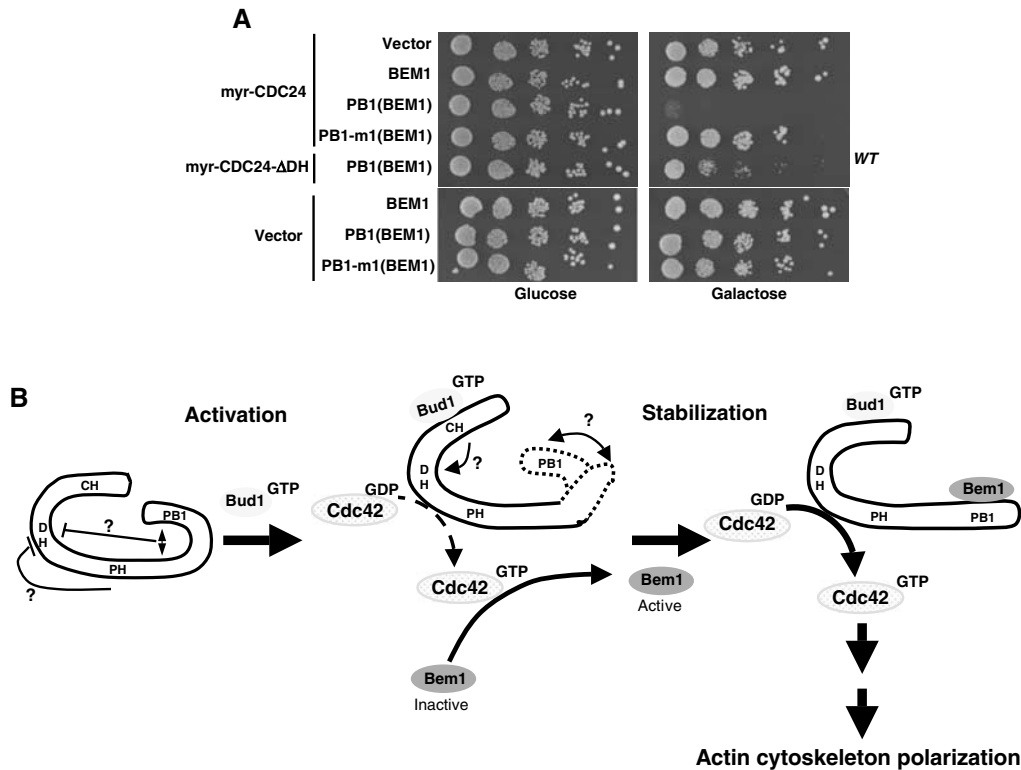 A
myr-CDC24
Vector
BEM1
PB1(BEM1)
PB1-m1(BEM1)
myr-CDC24-ΔDH
PB1(BEM1)
WT
Vector
BEM1
PB1(BEM1)
PB1-m1(BEM1)
Glucose
Galactose
B
Activation
Stabilization
CH
PB1
D
H
PH
?
?
Bud1
GTP
Bud1
GTP
CH
?
D
H
PH
PB1
?
GDP
Cdc42
Cdc42
GTP
Bem1
Inactive
Bem1
Active
Bud1
GTP
D
H
PH
PB1
Bem1
GDP
Cdc42
Cdc42
GTP
Actin cytoskeleton polarization